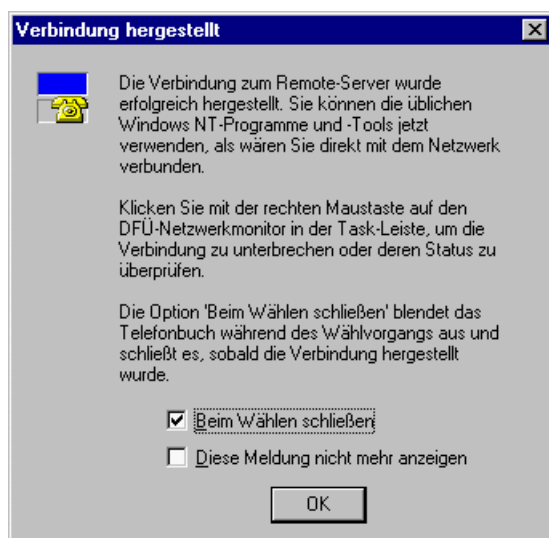 Verbindung hergestellt
Die Verbindung zum Remote-Server wurde
erfolgreich hergestellt. Sie können die üblichen
Windows NT-Programme und -Tools jetzt
verwenden, als wären Sie direkt mit dem Netzwerk
verbunden.
Klicken Sie mit der rechten Maustaste auf den
DFÜ-Netzwerkmonitor in der Task-Leiste, um die
Verbindung zu unterbrechen oder deren Status zu
überprüfen.
Die Option 'Beim Wählen schließen' blendet das
Telefonbuch während des Wählvorgangs aus und
schließt es, sobald die Verbindung hergestellt
wurde.
Beim Wählen schließen
Diese Meldung nicht mehr anzeigen
OK